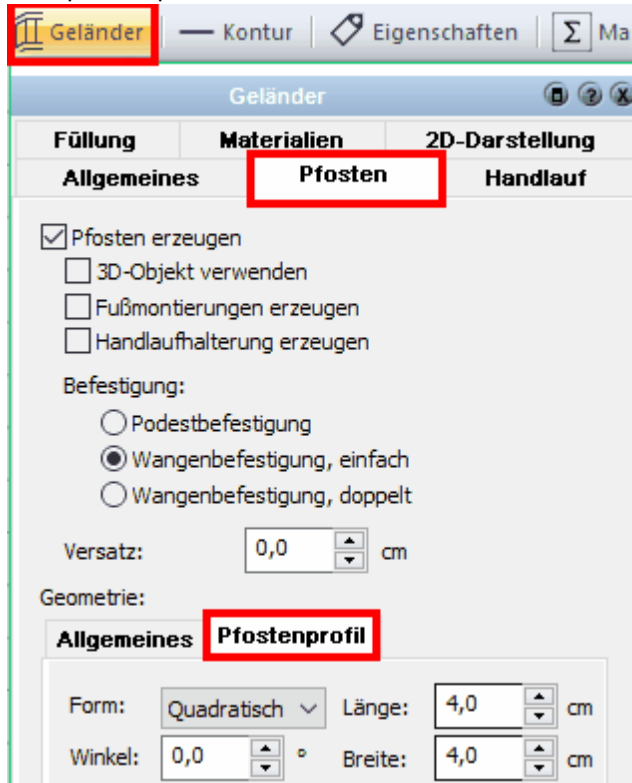 Geländer Kontur Eigenschaften Σ Ma
Geländer
Füllung Materialien 2D-Darstellung
Allgemeines Pfosten Handlauf
Pfosten erzeugen
3D-Objekt verwenden
Fußmontierungen erzeugen
Handlaufhalterung erzeugen
Befestigung:
Podestbefestigung
Wangenbefestigung, einfach
Wangenbefestigung, doppelt
Versatz: 0,0 cm
Geometrie:
Allgemeines Pfostenprofil
Form: Quadratisch Länge: 4,0 cm
Winkel: 0,0 ° Breite: 4,0 cm